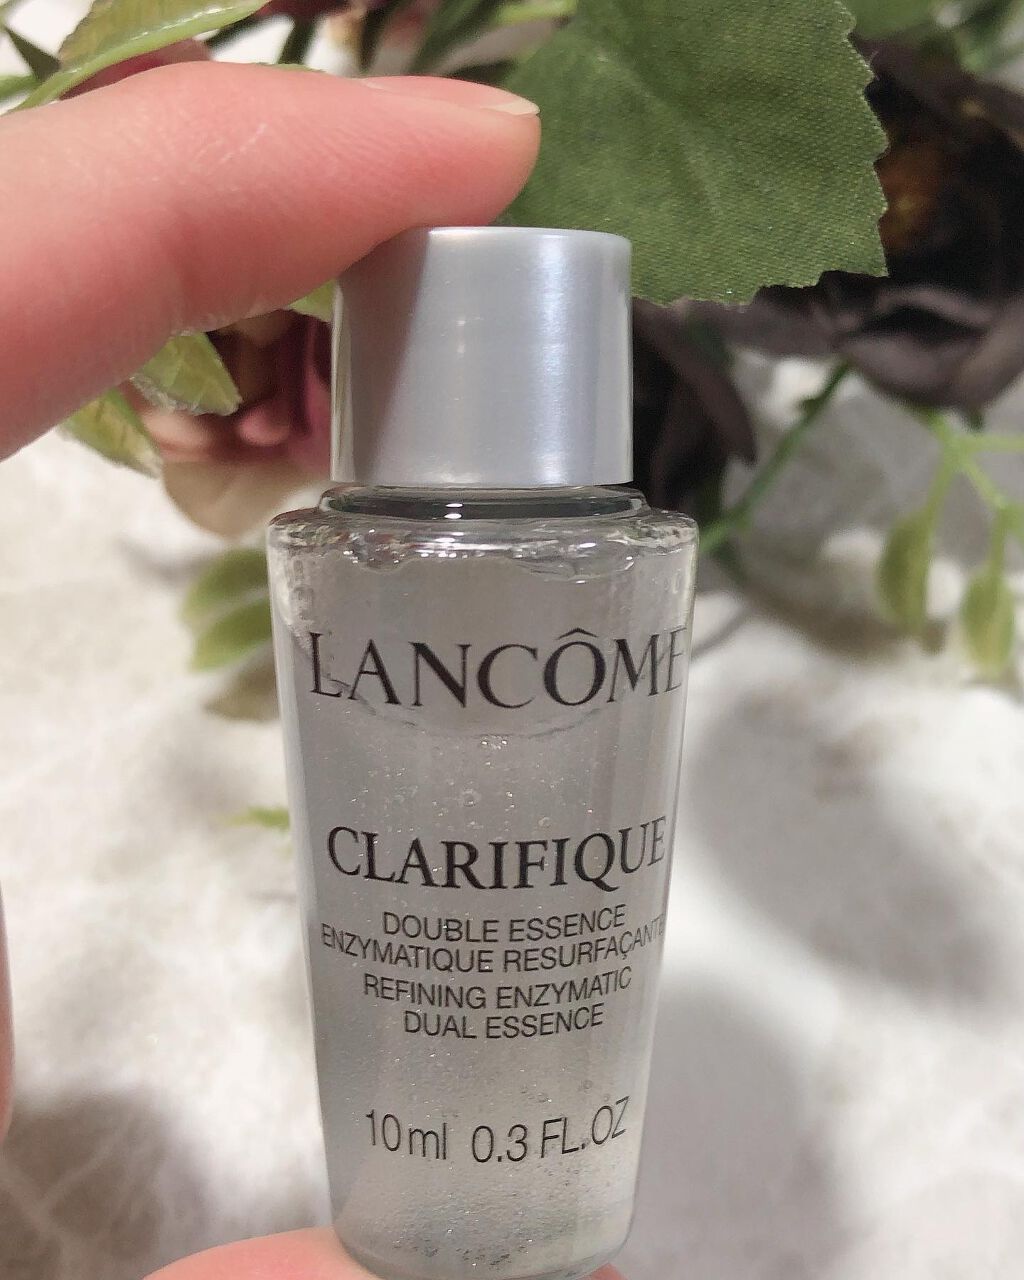 LANCÔME
CLARIFIQUE
DOUBLE ESSENCE
ENZYMATIQUE RESURFAÇANTE
REFINING ENZYMATIC
DUAL ESSENCE
10ml 0.3 FL.OZ